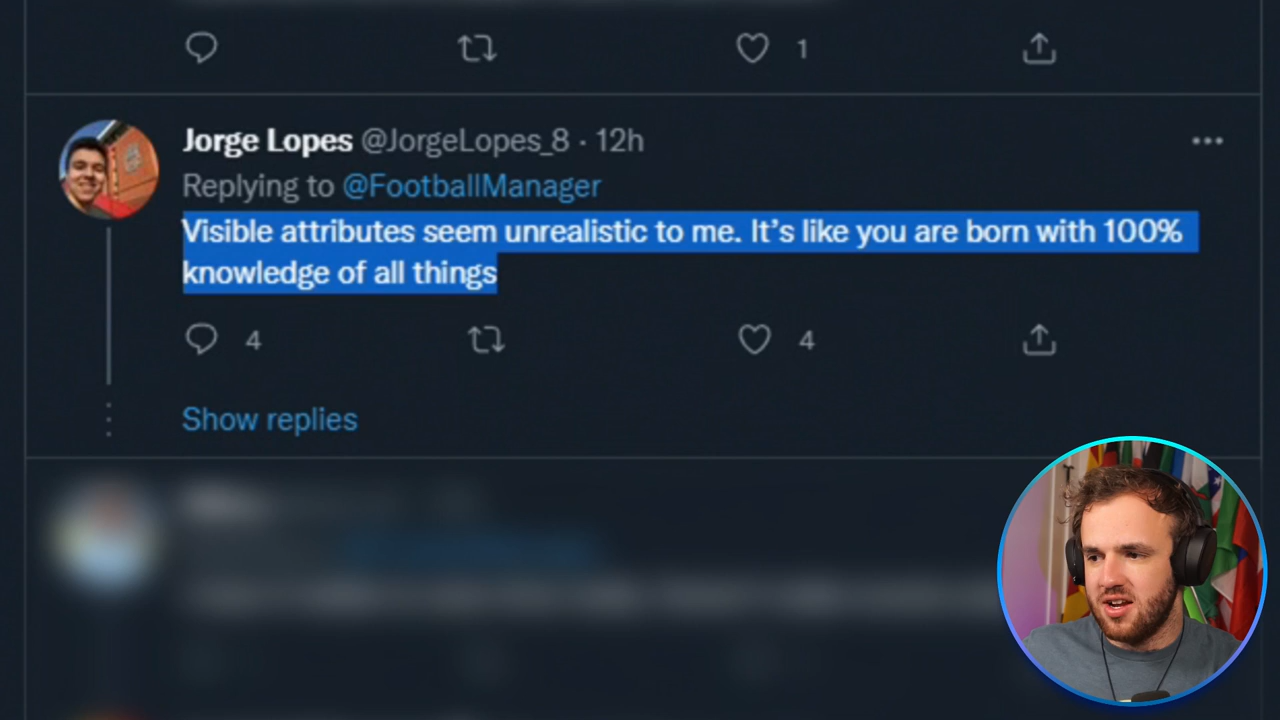 1
Jorge Lopes @JorgeLopes_8 · 12h
Replying to @FootballManager
Visible attributes seem unrealistic to me. It’s like you are born with 100%
knowledge of all things
4
4
Show replies